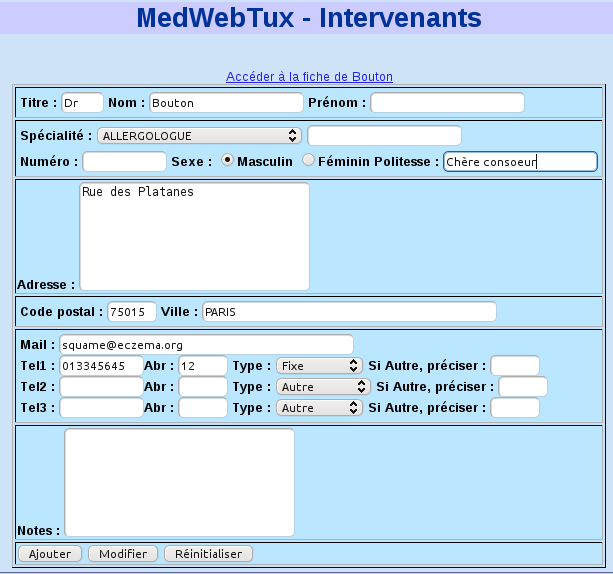 MedWebTux - Intervenants
Accéder à la fiche de Bouton
Titre : Dr Nom : Bouton Prénom :
Spécialité : ALLERGOLOGUE
Numéro : Sexe : Masculin Féminin Politesse : Chère consoeur
Rue des Platanes
Adresse :
Code postal : 75015 Ville : PARIS
Mail : squame@eczema.org
Tel1 : 013345645 Abr : 12 Type : Fixe Si Autre, préciser :
Tel2 : Abr : Type : Autre Si Autre, préciser :
Tel3 : Abr : Type : Autre Si Autre, préciser :
Notes :
Ajouter Modifier Réinitialiser